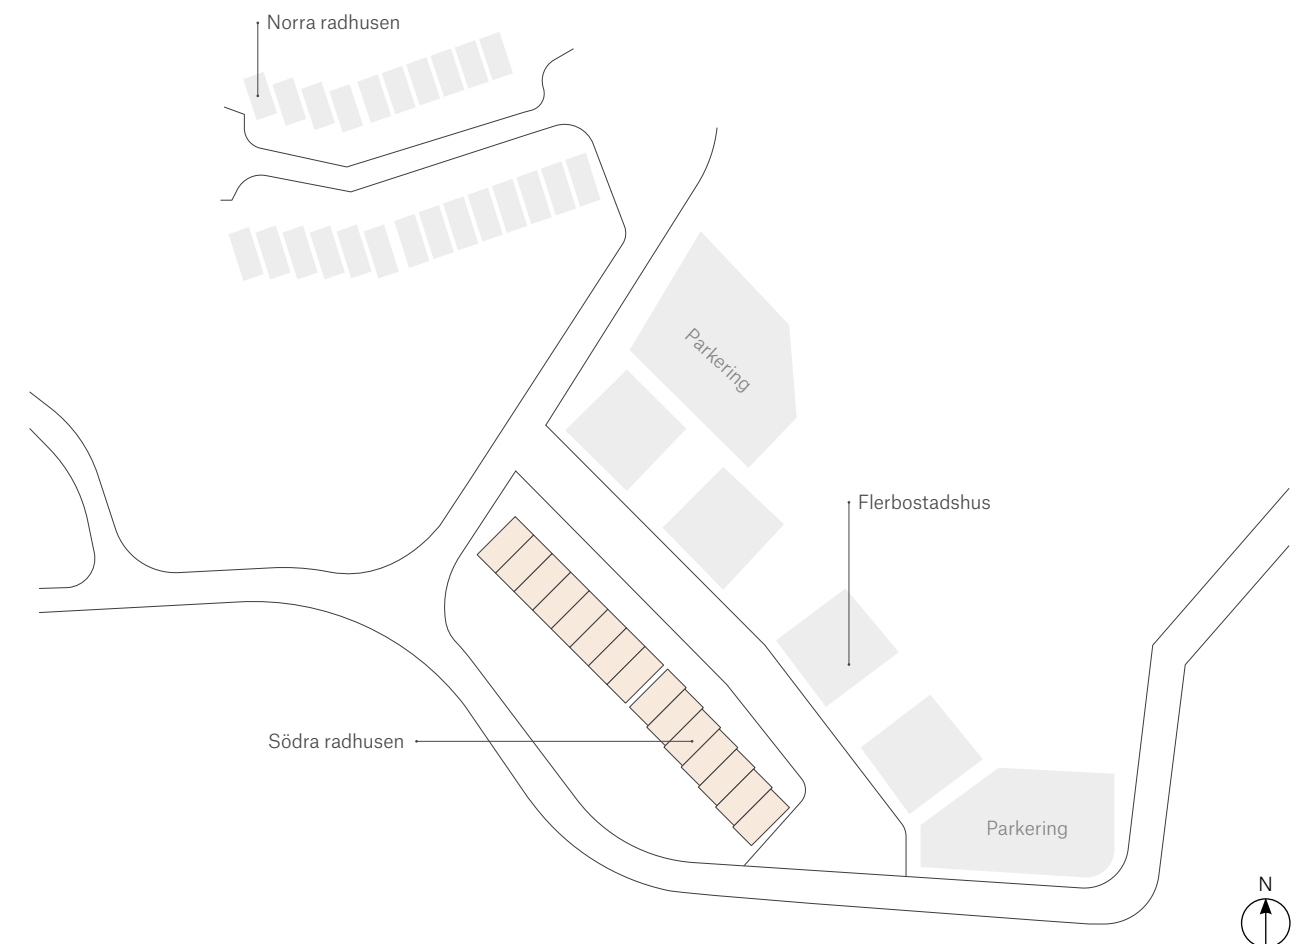 Norra radhusen
Parkering
Flerbostadshus
Södra radhusen
Parkering
N